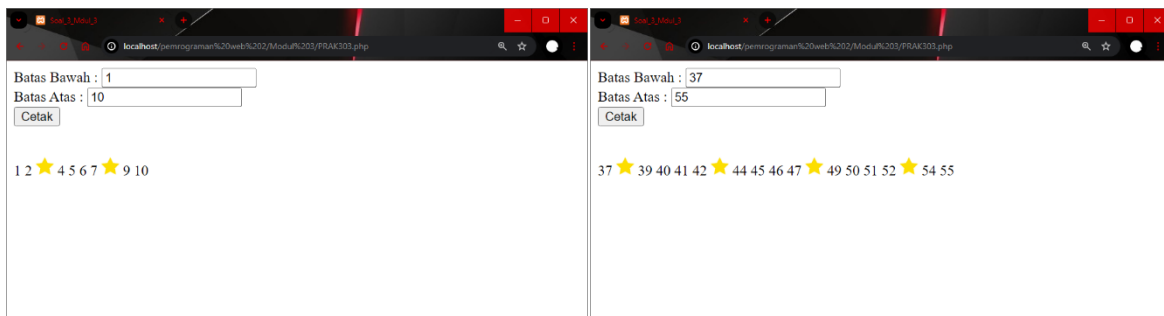 Soal_3_Modul_3
localhost/pemrograman%20web%202/Modul%203/PRAK303.php
Batas Bawah : 1
Batas Atas : 10
Cetak
1 2 4 5 6 7 9 10
Soal_3_Modul_3
localhost/pemrograman%20web%202/Modul%203/PRAK303.php
Batas Bawah : 37
Batas Atas : 55
Cetak
37 39 40 41 42 44 45 46 47 49 50 51 52 54 55